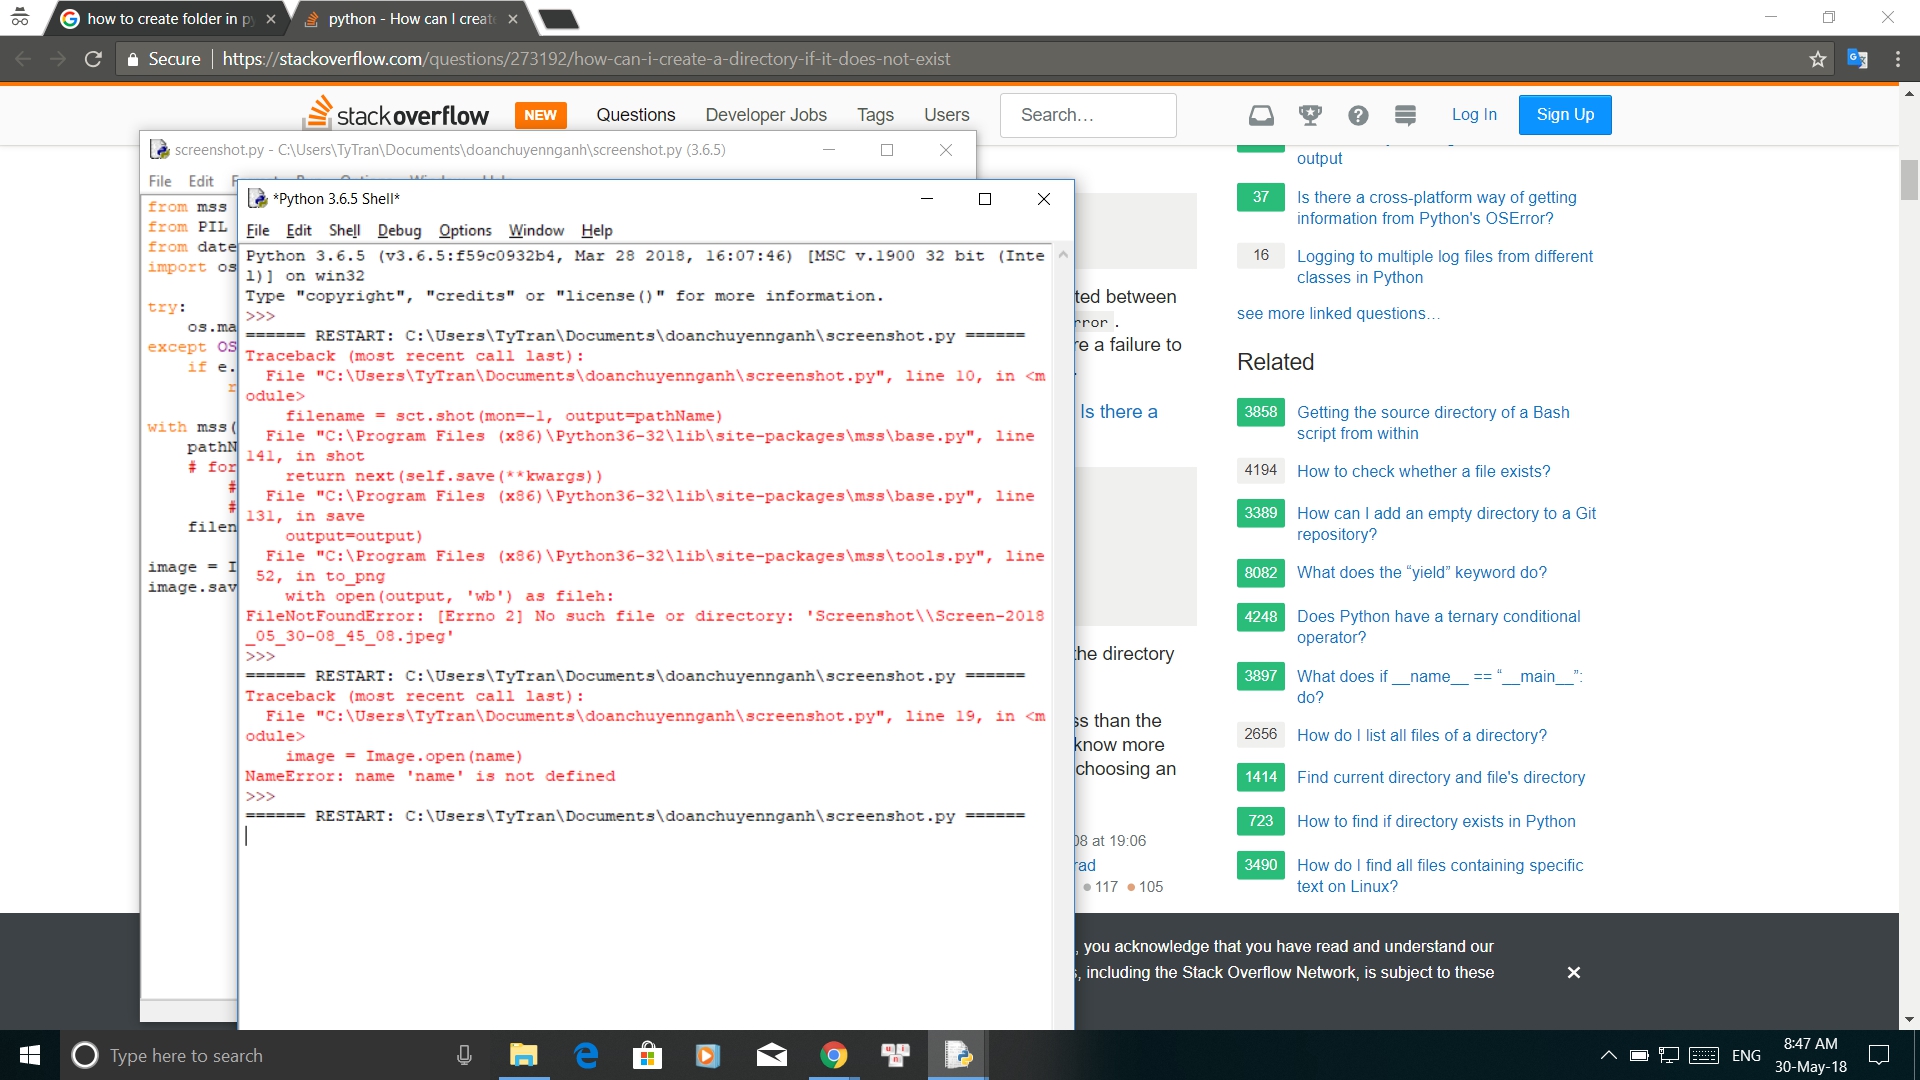 how to create folder in py
python - How can I creat
Secure
https://stackoverflow.com/questions/273192/how-can-i-create-a-directory-if-it-does-not-exist
stackoverflow
NEW
Questions
Developer Jobs
Tags
Users
Search...
Log In
Sign Up
screenshot.py - C:\Users\TyTran\Documents\doanchuyennganh\screenshot.py (3.6.5)
File Edit
from mss
from PIL
from date
import os
try:
os.ma
except OS
if e.
r
with mss(
pathN
# for
#
#
filen
image = I
image.sav
*Python 3.6.5 Shell*
File Edit Shell Debug Options Window Help
Python 3.6.5 (v3.6.5:f59c0932b4, Mar 28 2018, 16:07:46) [MSC v.1900 32 bit (Inte
l)] on win32
Type "copyright", "credits" or "license()" for more information.
>>>
====== RESTART: C:\Users\TyTran\Documents\doanchuyennganh\screenshot.py ======
Traceback (most recent call last):
File "C:\Users\TyTran\Documents\doanchuyennganh\screenshot.py", line 10, in <m
odule>
filename = sct.shot(mon=-1, output=pathName)
File "C:\Program Files (x86)\Python36-32\lib\site-packages\mss\base.py", line
141, in shot
return next(self.save(**kwargs))
File "C:\Program Files (x86)\Python36-32\lib\site-packages\mss\base.py", line
131, in save
output=output)
File "C:\Program Files (x86)\Python36-32\lib\site-packages\mss\tools.py", line
52, in to_png
with open(output, 'wb') as fileh:
FileNotFoundError: [Errno 2] No such file or directory: 'Screenshot\\Screen-2018
_05_30-08_45_08.jpeg'
>>>
====== RESTART: C:\Users\TyTran\Documents\doanchuyennganh\screenshot.py ======
Traceback (most recent call last):
File "C:\Users\TyTran\Documents\doanchuyennganh\screenshot.py", line 19, in <m
odule>
image = Image.open(name)
NameError: name 'name' is not defined
>>>
====== RESTART: C:\Users\TyTran\Documents\doanchuyennganh\screenshot.py ======
ted between
rror .
re a failure to
Is there a
the directory
ss than the
know more
choosing an
08 at 19:06
rad
117 105
output
37 Is there a cross-platform way of getting
information from Python's OSError?
16 Logging to multiple log files from different
classes in Python
see more linked questions...
Related
3858 Getting the source directory of a Bash
script from within
4194 How to check whether a file exists?
3389 How can I add an empty directory to a Git
repository?
8082 What does the “yield” keyword do?
4248 Does Python have a ternary conditional
operator?
3897 What does if __name__ == “__main__”:
do?
2656 How do I list all files of a directory?
1414 Find current directory and file's directory
723 How to find if directory exists in Python
3490 How do I find all files containing specific
text on Linux?
, you acknowledge that you have read and understand our
s, including the Stack Overflow Network, is subject to these
Type here to search
ENG
8:47 AM
30-May-18